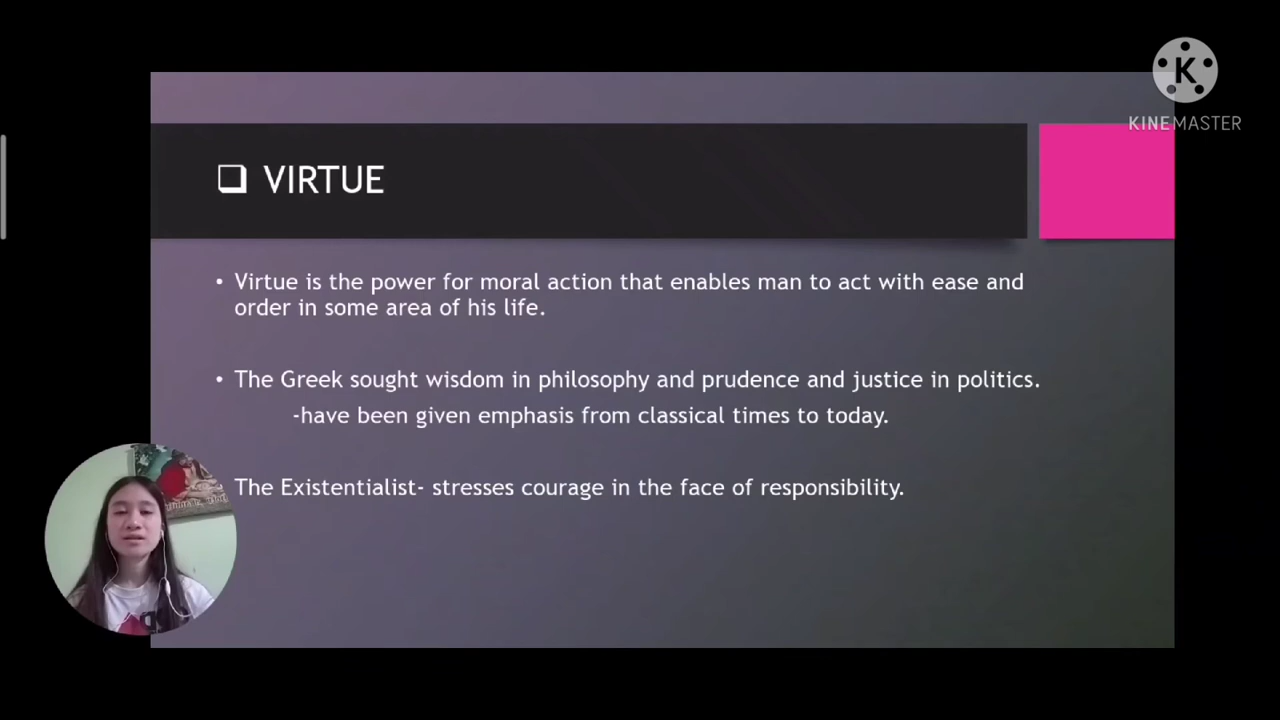 KINEMASTER
❑ VIRTUE
• Virtue is the power for moral action that enables man to act with ease and
order in some area of his life.
• The Greek sought wisdom in philosophy and prudence and justice in politics.
-have been given emphasis from classical times to today.
The Existentialist- stresses courage in the face of responsibility.